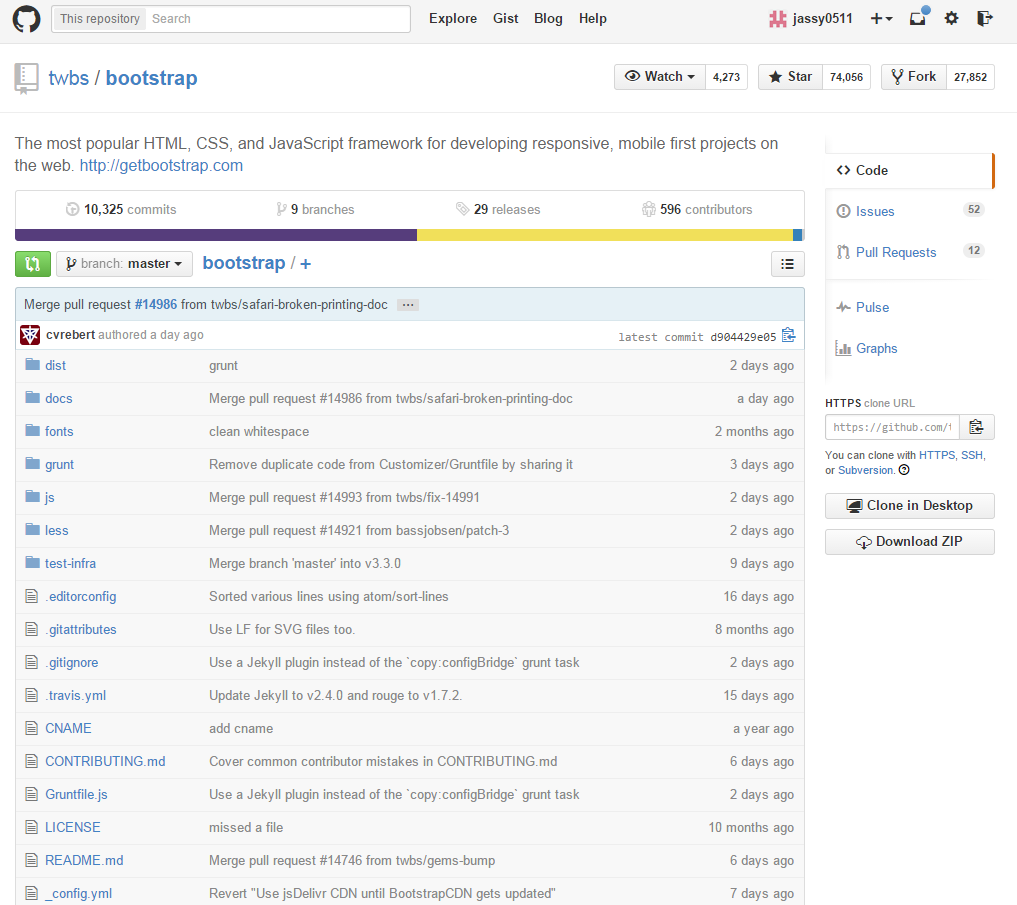 This repository Search Explore Gist Blog Help jassy0511
twbs / bootstrap Watch 4,273 Star 74,056 Fork 27,852
The most popular HTML, CSS, and JavaScript framework for developing responsive, mobile first projects on
the web. http://getbootstrap.com
10,325 commits 9 branches 29 releases 596 contributors
branch: master bootstrap / +
Merge pull request #14986 from twbs/safari-broken-printing-doc ...
cvrebert authored a day ago latest commit d904429e05
dist grunt 2 days ago
docs Merge pull request #14986 from twbs/safari-broken-printing-doc a day ago
fonts clean whitespace 2 months ago
grunt Remove duplicate code from Customizer/Gruntfile by sharing it 3 days ago
js Merge pull request #14993 from twbs/fix-14991 2 days ago
less Merge pull request #14921 from bassjobsen/patch-3 2 days ago
test-infra Merge branch 'master' into v3.3.0 9 days ago
.editorconfig Sorted various lines using atom/sort-lines 16 days ago
.gitattributes Use LF for SVG files too. 8 months ago
.gitignore Use a Jekyll plugin instead of the `copy:configBridge` grunt task 2 days ago
.travis.yml Update Jekyll to v2.4.0 and rouge to v1.7.2. 15 days ago
CNAME add cname a year ago
CONTRIBUTING.md Cover common contributor mistakes in CONTRIBUTING.md 6 days ago
Gruntfile.js Use a Jekyll plugin instead of the `copy:configBridge` grunt task 2 days ago
LICENSE missed a file 10 months ago
README.md Merge pull request #14746 from twbs/gems-bump 6 days ago
_config.yml Revert "Use jsDelivr CDN until BootstrapCDN gets updated" 7 days ago
Code
Issues 52
Pull Requests 12
Pulse
Graphs
HTTPS clone URL
https://github.com/t
You can clone with HTTPS, SSH,
or Subversion.
Clone in Desktop
Download ZIP